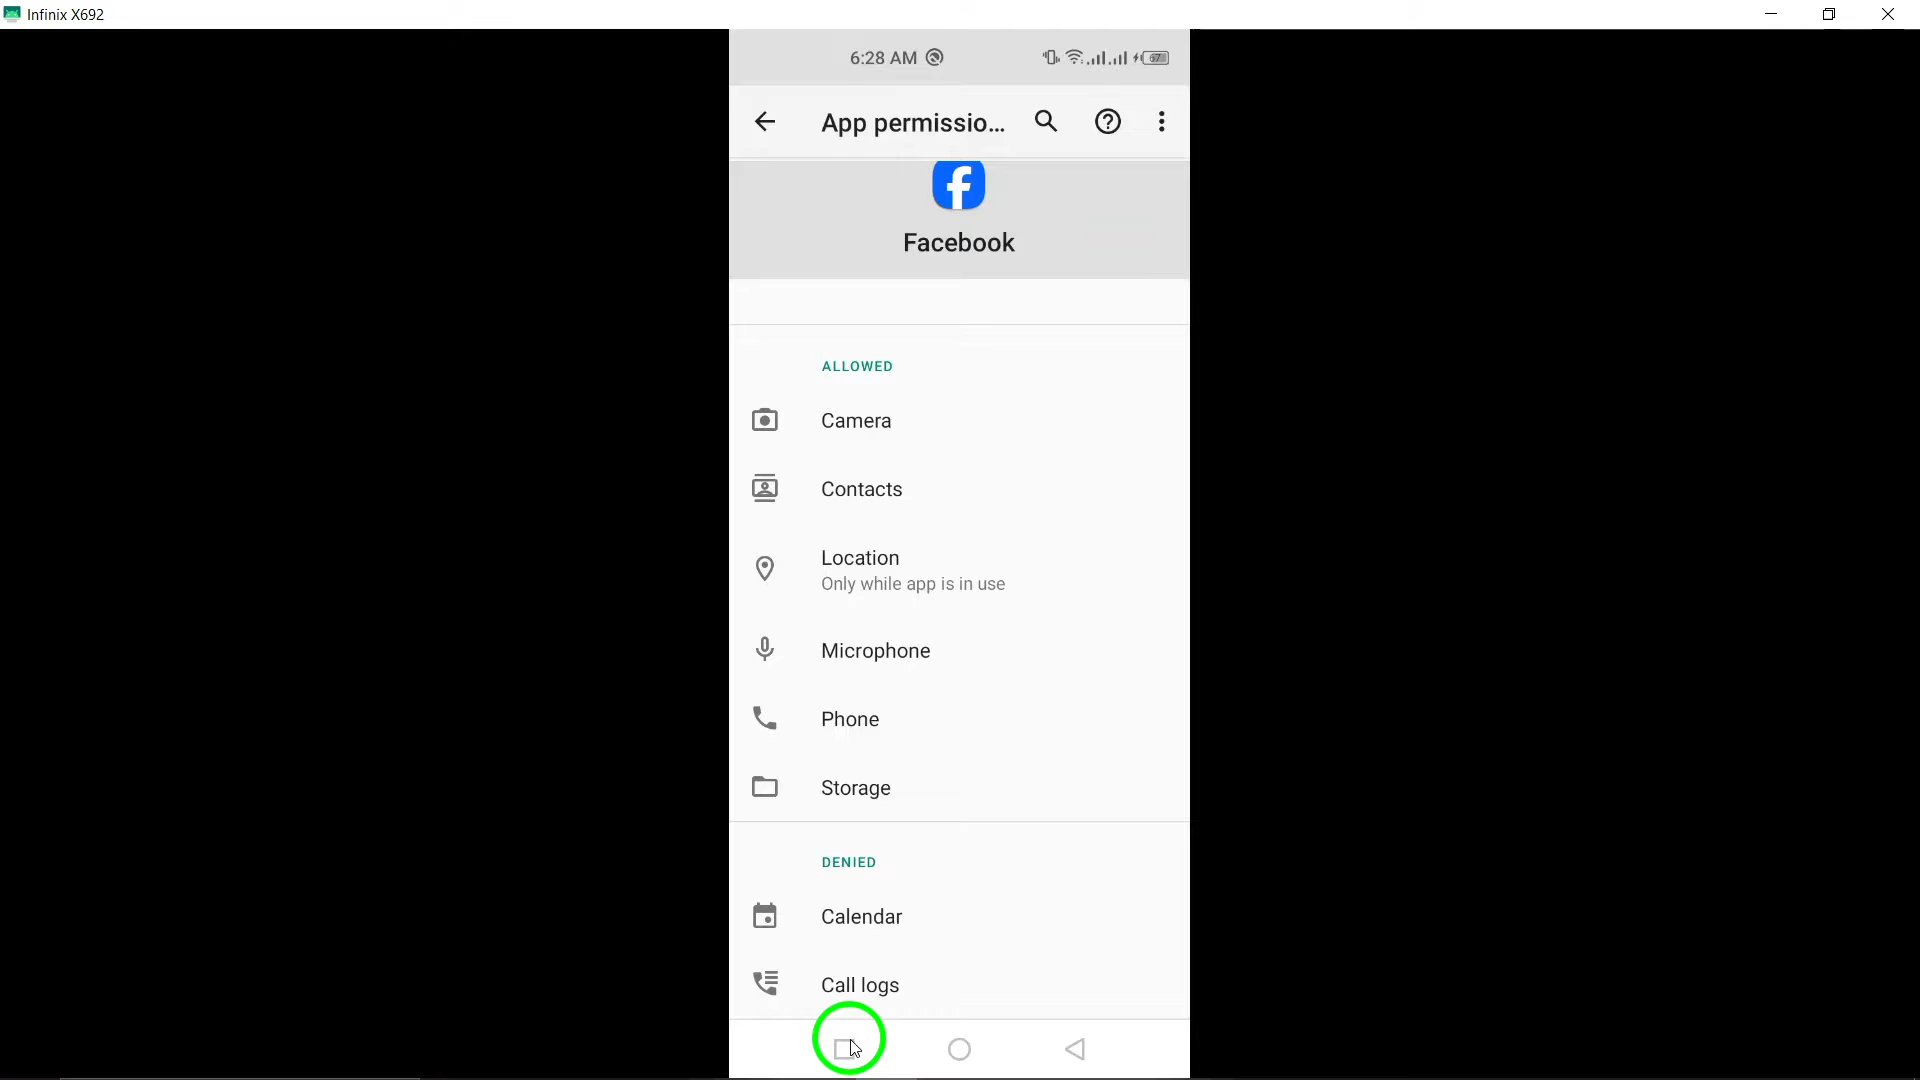 Infinix X692
6:28 AM
67
App permissio...
Facebook
ALLOWED
Camera
Contacts
Location
Only while app is in use
Microphone
Phone
Storage
DENIED
Calendar
Call logs